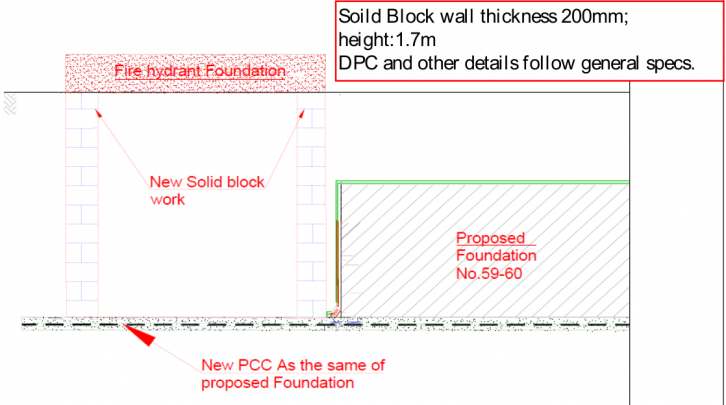 Soild Block wall thickness 200mm;
height:1.7m
DPC and other details follow general specs.
Fire hydrant Foundation
New Solid block
work
Proposed
Foundation
No.59-60
New PCC As the same of
proposed Foundation